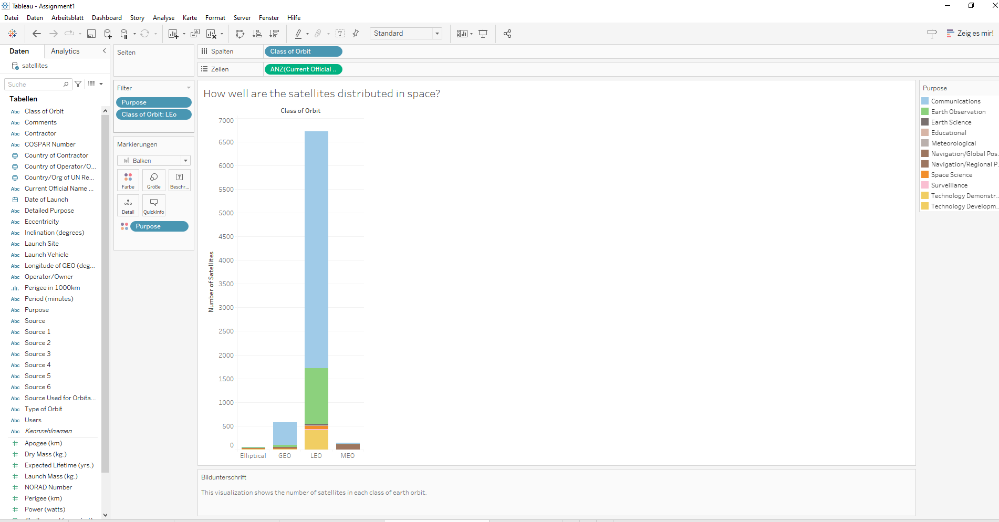 Tableau - Assignment1
Datei Daten Arbeitsblatt Dashboard Story Analyse Karte Format Server Fenster Hilfe
Standard
Zeig es mir!
Daten Analytics
satellites
Suche
Tabellen
Abc Class of Orbit
Abc Comments
Abc Contractor
Abc COSPAR Number
Country of Contractor
Country of Operator/O...
Country/Org of UN Re...
Abc Current Official Name ...
Date of Launch
Abc Detailed Purpose
Abc Eccentricity
Abc Inclination (degrees)
Abc Launch Site
Abc Launch Vehicle
Abc Longitude of GEO (deg...
Abc Operator/Owner
Perigee in 1000km
Abc Period (minutes)
Abc Purpose
Abc Source
Abc Source 1
Abc Source 2
Abc Source 3
Abc Source 4
Abc Source 5
Abc Source 6
Abc Source Used for Orbita...
Abc Type of Orbit
Abc Users
Abc Kennzahlnamen
# Apogee (km)
# Dry Mass (kg.)
# Expected Lifetime (yrs.)
# Launch Mass (kg.)
# NORAD Number
# Perigee (km)
# Power (watts)
Seiten
Filter
Purpose
Class of Orbit: LEo
Markierungen
Balken
Farbe Größe Beschr...
Detail QuickInfo
Purpose
Spalten Class of Orbit
Zeilen ANZ(Current Official ..
How well are the satellites distributed in space?
Class of Orbit
Number of Satellites
7000
6500
6000
5500
5000
4500
4000
3500
3000
2500
2000
1500
1000
500
0
Elliptical GEO LEO MEO
Bildunterschrift
This visualization shows the number of satellites in each class of earth orbit.
Purpose
Communications
Earth Observation
Earth Science
Educational
Meteorological
Navigation/Global Pos.
Navigation/Regional P.
Space Science
Surveillance
Technology Demonstr..
Technology Developm..